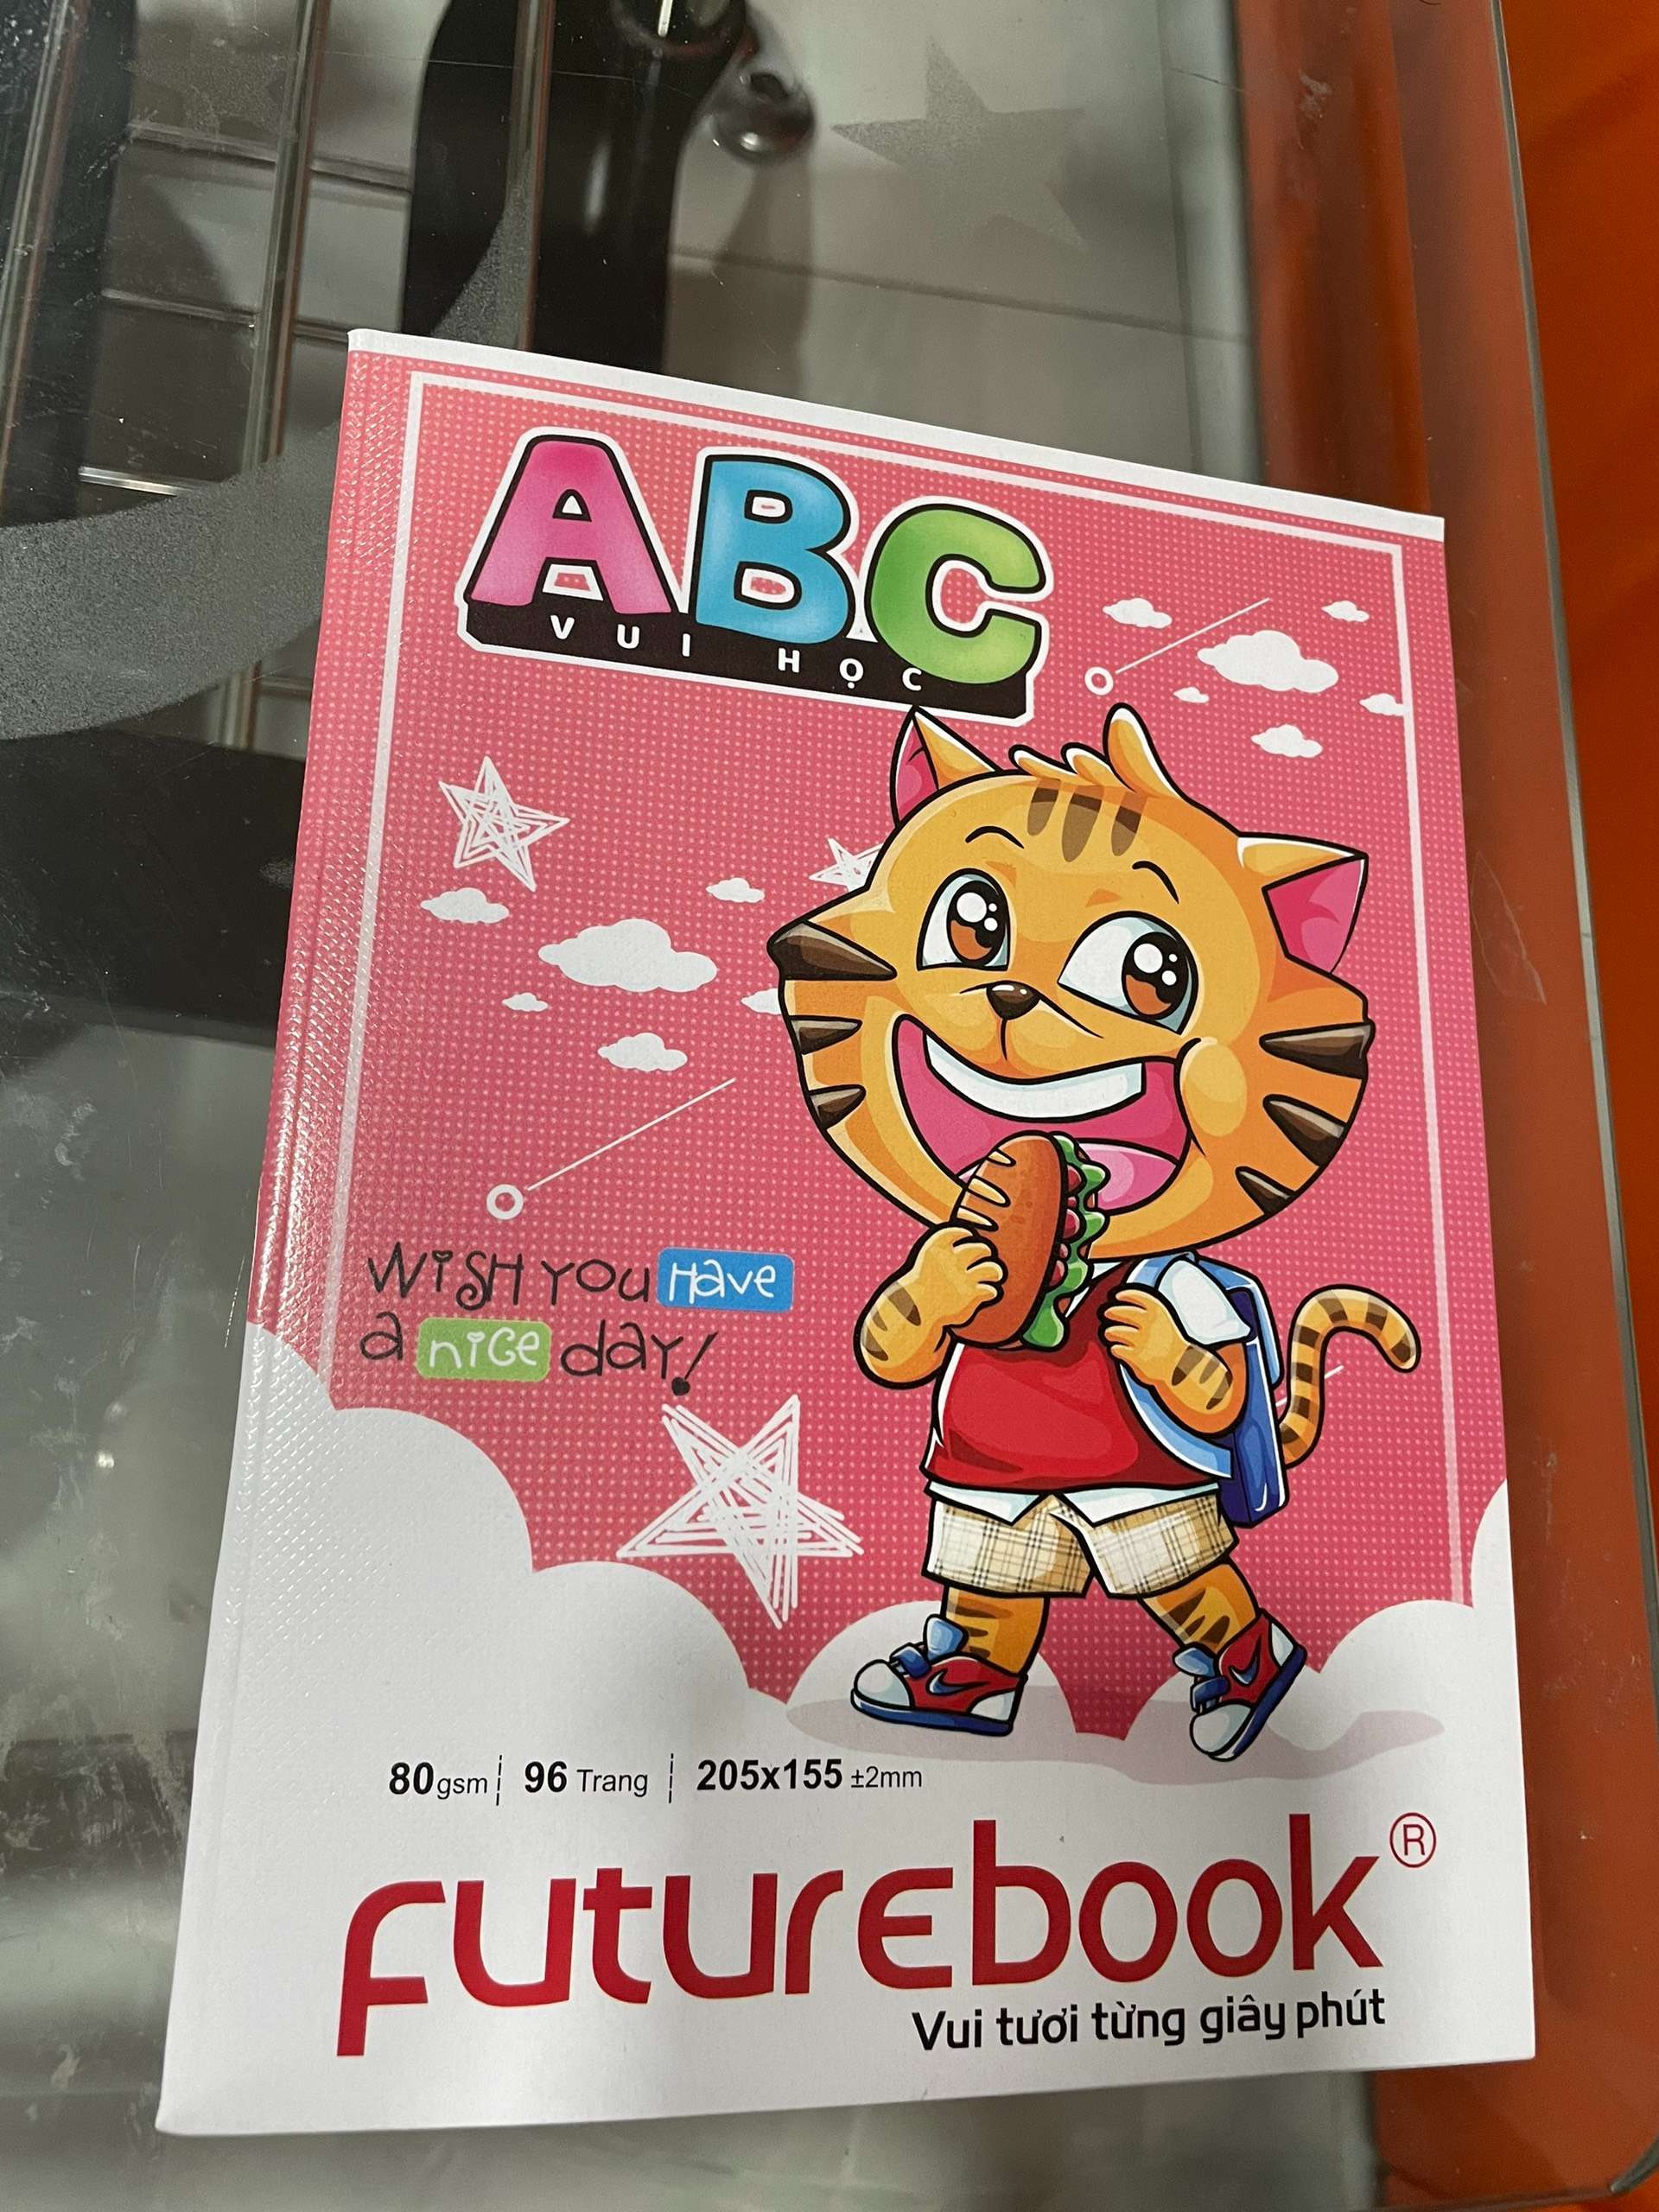 ABC
VUI HỌC
WiSH YOU Have
a niCe day!
80gsm 96 Trang 205x155 ±2mm
futurebook®
Vui tươi từng giây phút